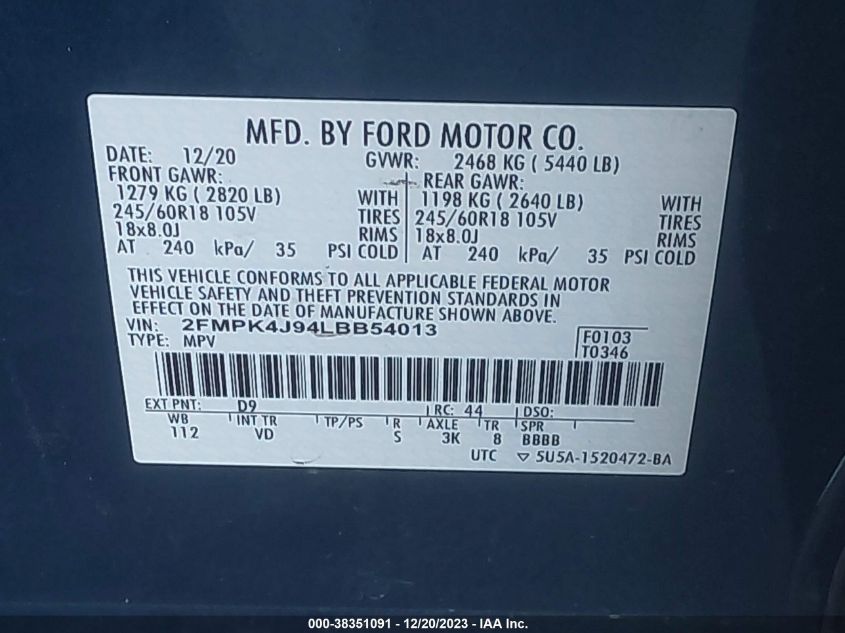 MFD. BY FORD MOTOR CO.
DATE: 12/20 GVWR: 2468 KG ( 5440 LB)
FRONT GAWR: REAR GAWR:
1279 KG ( 2820 LB) WITH 1198 KG ( 2640 LB) WITH
245/60R18 105V TIRES 245/60R18 105V TIRES
18x8.0J RIMS 18x8.0J RIMS
AT 240 kPa/ 35 PSI COLD AT 240 kPa/ 35 PSI COLD
THIS VEHICLE CONFORMS TO ALL APPLICABLE FEDERAL MOTOR
VEHICLE SAFETY AND THEFT PREVENTION STANDARDS IN
EFFECT ON THE DATE OF MANUFACTURE SHOWN ABOVE.
VIN: 2FMPK4J94LBB54013 F0103
TYPE: MPV T0346
EXT PNT: D9 RC: 44 DSO:
WB INT TR TP/PS R AXLE TR SPR
112 VD S 3K 8 BBBB
UTC ▽ 5U5A-1520472-BA
000-38351091 - 12/20/2023 - IAA Inc.